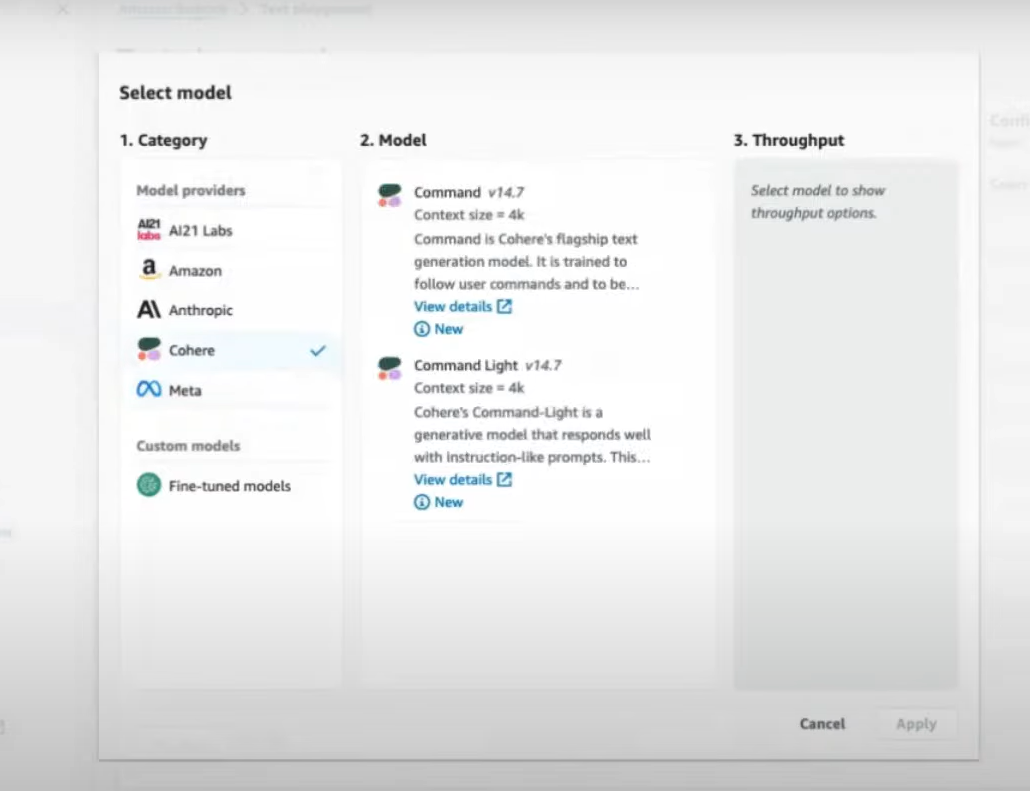 Select model
1. Category
Model providers
AI21 labs AI21 Labs
a Amazon
A\ Anthropic
Cohere
Meta
Custom models
Fine-tuned models
2. Model
Command v14.7
Context size = 4k
Command is Cohere's flagship text
generation model. It is trained to
follow user commands and to be...
View details
New
Command Light v14.7
Context size = 4k
Cohere's Command-Light is a
generative model that responds well
with instruction-like prompts. This...
View details
New
3. Throughput
Select model to show
throughput options.
Cancel
Apply